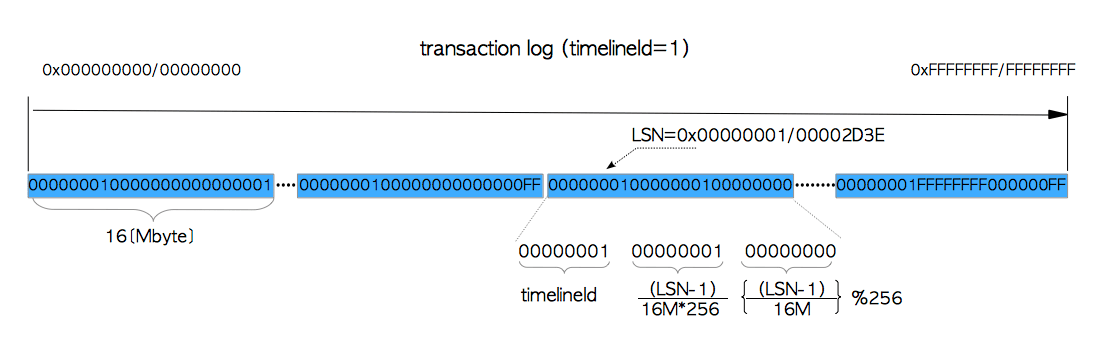 transaction log (timelineId=1)
0x000000000/00000000
0xFFFFFFFF/FFFFFFFF
LSN=0x00000001/00002D3E
000000010000000000000001 ···· 0000000100000000000000FF 000000010000000100000000 ········ 00000001FFFFFFFF000000FF
16(Mbyte)
00000001 00000001 00000000
timelineId
(LSN-1)
16M*256
{(LSN-1)
16M} %256